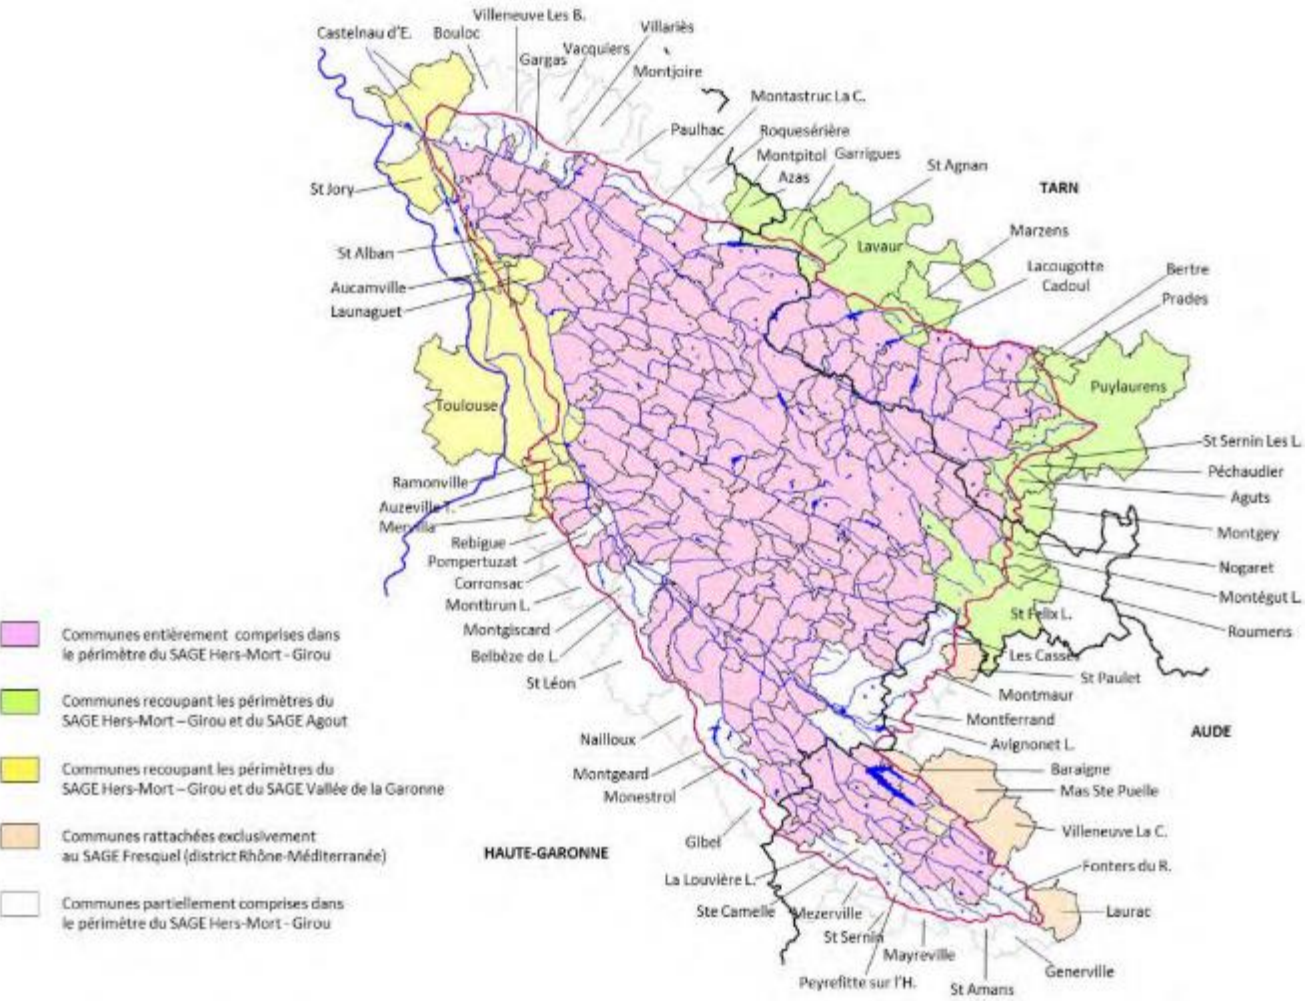 Villeneuve Les B.
Castelnau d'E.
Bouloc
Villariès
Gargas
Vacquiers
Montjoire
Montastruc La C.
Paulhac
Roquesérière
Montpitol
Garrigues
Azas
St Agnan
TARN
St Jory
Lavaur
Marzens
St Alban
Lacougotte
Cadoul
Bertre
Aucamville
Prades
Launaguet
Puylaurens
Toulouse
St Sernin Les L.
Péchaudier
Ramonville
Aguts
Auzeville T.
Mervilla
Montgey
Rebigue
Pompertuzat
Nogaret
Corronsac
Montégut L.
Montbrun L.
St Felix L.
Montgiscard
Roumens
Belbèze de L.
Les Cassés
St Léon
St Paulet
Montmaur
Montferrand
AUDE
Nailloux
Avignonet L.
Montgeard
Baraigne
Monestrol
Mas Ste Puelle
Gibel
Villeneuve La C.
HAUTE-GARONNE
Fonters du R.
La Louvière L.
Ste Camelle
Mezerville
Laurac
St Sernin
Mayreville
Peyrefitte sur l'H.
St Amans
Generville
Communes entièrement comprises dans
le périmètre du SAGE Hers-Mort - Girou
Communes recoupant les périmètres du
SAGE Hers-Mort – Girou et du SAGE Agout
Communes recoupant les périmètres du
SAGE Hers-Mort – Girou et du SAGE Vallée de la Garonne
Communes rattachées exclusivement
au SAGE Fresquel (district Rhône-Méditerranée)
Communes partiellement comprises dans
le périmètre du SAGE Hers-Mort - Girou